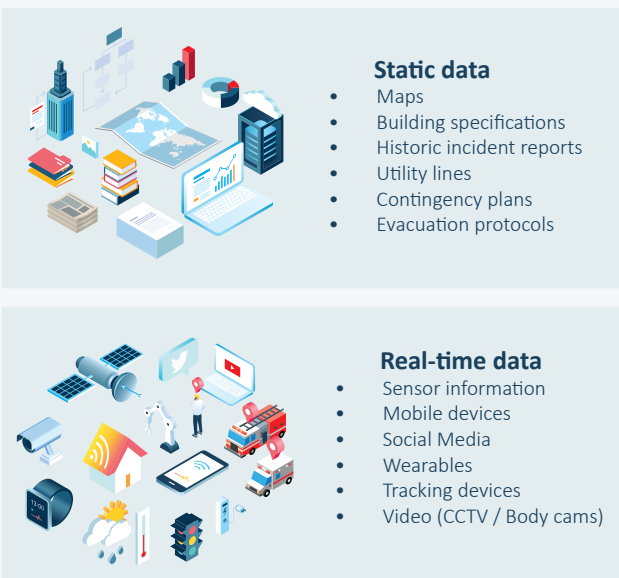 Static data
• Maps
• Building specifications
• Historic incident reports
• Utility lines
• Contingency plans
• Evacuation protocols
Real-time data
• Sensor information
• Mobile devices
• Social Media
• Wearables
• Tracking devices
• Video (CCTV / Body cams)